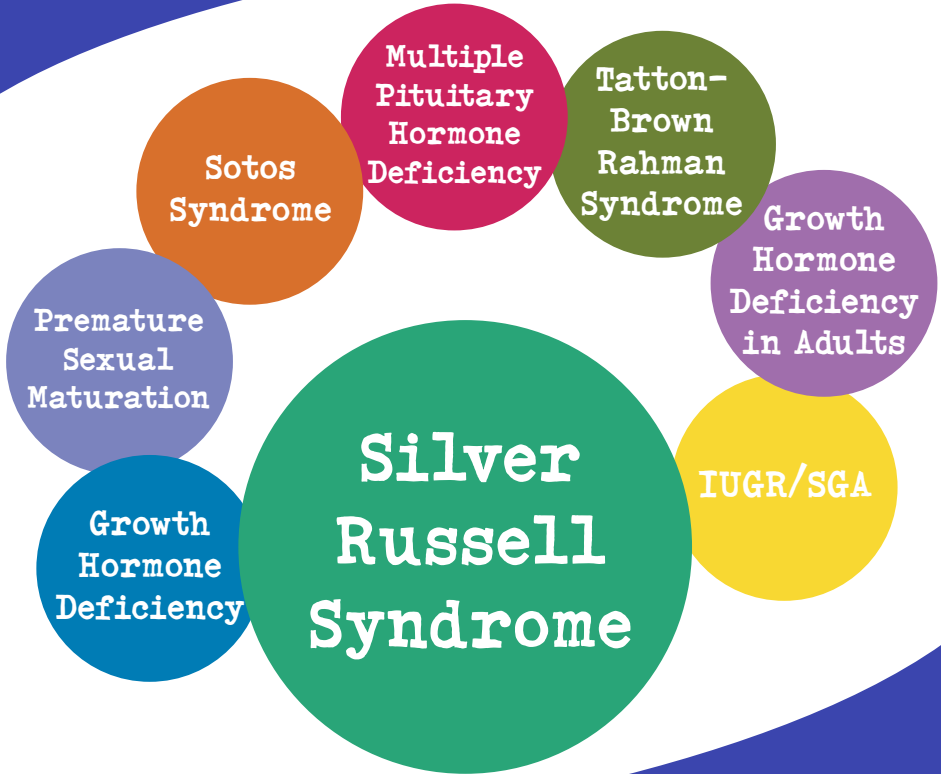 Multiple
Pituitary
Hormone
Deficiency
Tatton-
Brown
Rahman
Syndrome
Sotos
Syndrome
Growth
Hormone
Deficiency
in Adults
Premature
Sexual
Maturation
Silver
Russell
Syndrome
IUGR/SGA
Growth
Hormone
Deficiency